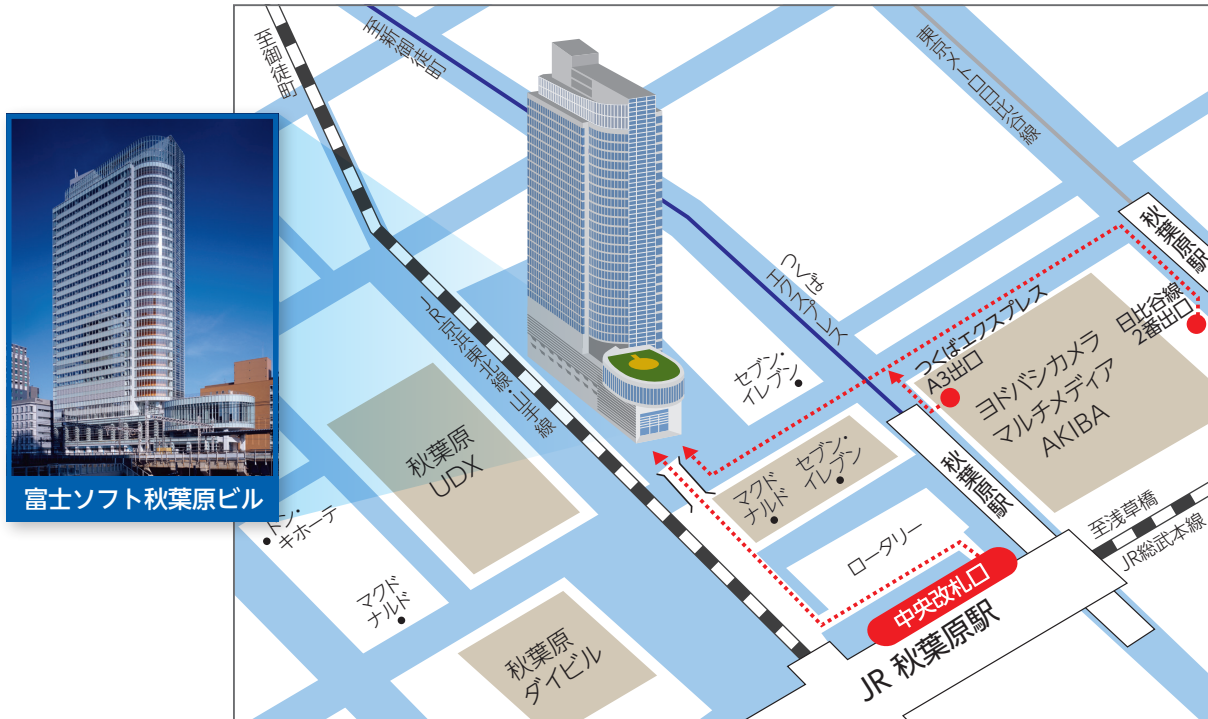 至御徒町
至新御徒町
東京メトロ日比谷線
秋葉原駅
つくば
エクスプレス
JR京浜東北線・山手線
つくばエクスプレス
A3出口
日比谷線
2番出口
ヨドバシカメラ
マルチメディア
AKIBA
セブン・
イレブン
秋葉原
UDX
富士ソフト秋葉原ビル
ドン・
キホーテ
マクド
ナルド
セブン・
イレブン
マクド
ナルド
秋葉原駅
ロータリー
至浅草橋
JR総武本線
中央改札口
JR 秋葉原駅
秋葉原
ダイビル